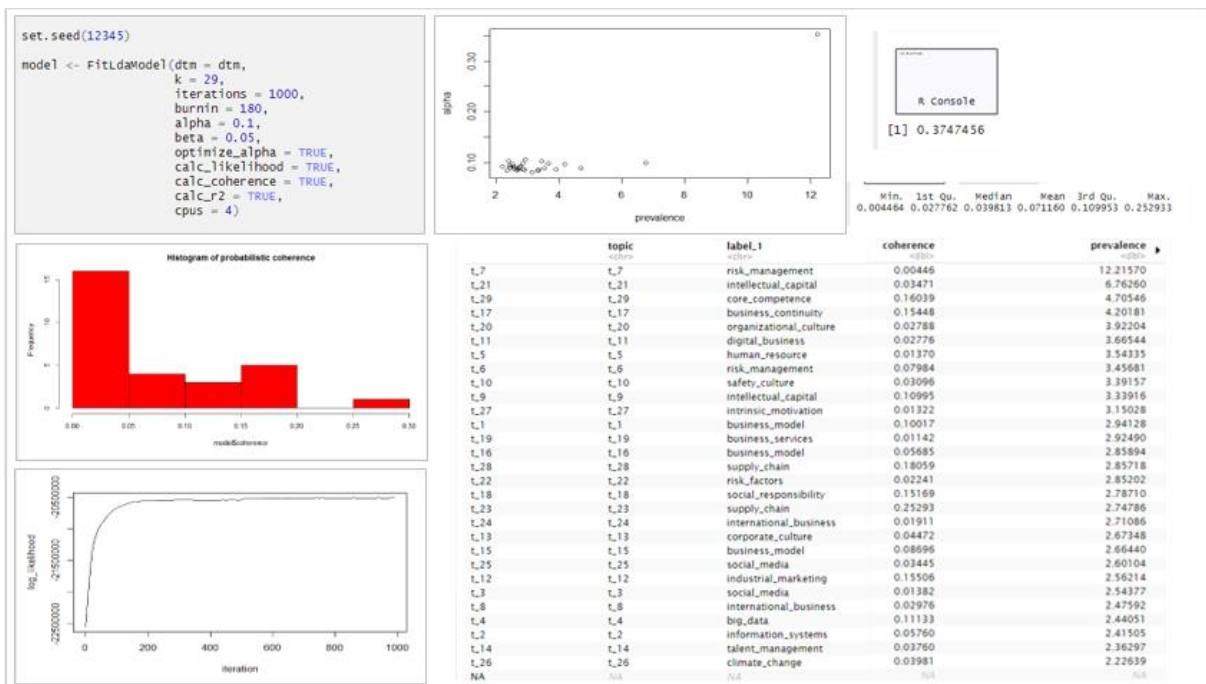 set.seed(12345)
model <- FitLdaModel(dtm = dtm,
k = 29,
iterations = 1000,
burnin = 180,
alpha = 0.1,
beta = 0.05,
optimize_alpha = TRUE,
calc_likelihood = TRUE,
calc_coherence = TRUE,
calc_r2 = TRUE,
cpus = 4)
alpha
0.30
0.20
0.10
2 4 6 8 10 12
prevalence
R Console
[1] 0.3747456
Min. 1st Qu. Median Mean 3rd Qu. Max.
0.004464 0.027762 0.039813 0.071160 0.109953 0.252933
Histogram of probabilistic coherence
Frequency
15
10
5
0
0.00 0.05 0.10 0.15 0.20 0.25 0.30
model$coherence
log_likelihood
-20500000
-21500000
-22500000
0 200 400 600 800 1000
iteration
topic label_1 coherence prevalence
<chr> <chr> <dbl> <dbl>
t_7 t_7 risk_management 0.00446 12.21570
t_21 t_21 intellectual_capital 0.03471 6.76260
t_29 t_29 core_competence 0.16039 4.70546
t_17 t_17 business_continuity 0.15448 4.20181
t_20 t_20 organizational_culture 0.02788 3.92204
t_11 t_11 digital_business 0.02776 3.66544
t_5 t_5 human_resource 0.01370 3.54335
t_6 t_6 risk_management 0.07984 3.45681
t_10 t_10 safety_culture 0.03096 3.39157
t_9 t_9 intellectual_capital 0.10995 3.33916
t_27 t_27 intrinsic_motivation 0.01322 3.15028
t_1 t_1 business_model 0.10017 2.94128
t_19 t_19 business_services 0.01142 2.92490
t_16 t_16 business_model 0.05685 2.85894
t_28 t_28 supply_chain 0.18059 2.85718
t_22 t_22 risk_factors 0.02241 2.85202
t_18 t_18 social_responsibility 0.15169 2.78710
t_23 t_23 supply_chain 0.25293 2.74786
t_24 t_24 international_business 0.01911 2.71086
t_13 t_13 corporate_culture 0.04472 2.67348
t_15 t_15 business_model 0.08696 2.66440
t_25 t_25 social_media 0.03445 2.60104
t_12 t_12 industrial_marketing 0.15506 2.56214
t_3 t_3 social_media 0.01382 2.54377
t_8 t_8 international_business 0.02976 2.47592
t_4 t_4 big_data 0.11133 2.44051
t_2 t_2 information_systems 0.05760 2.41505
t_14 t_14 talent_management 0.03760 2.36297
t_26 t_26 climate_change 0.03981 2.22639
NA NA NA NA NA